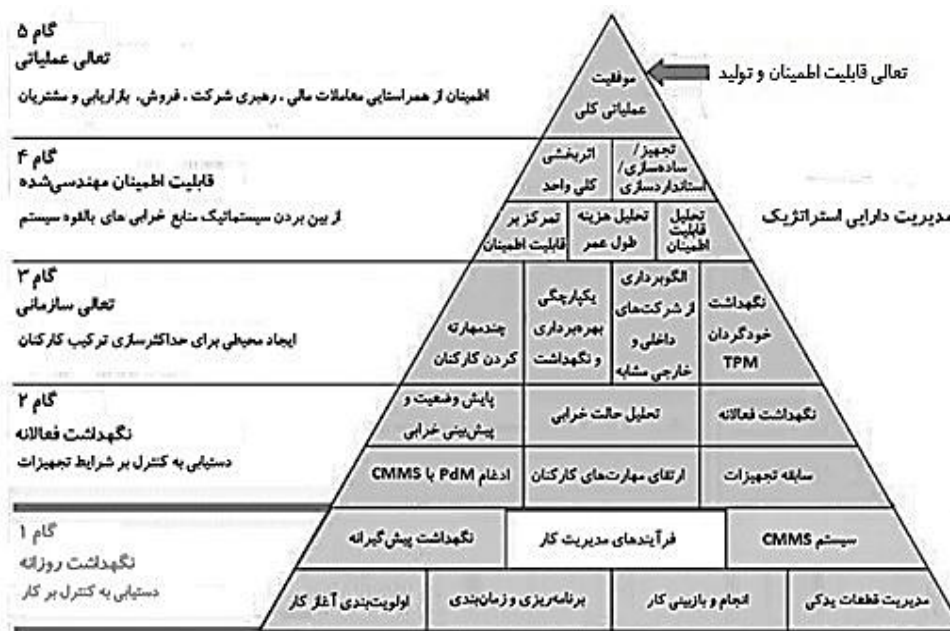 گام ۵
تعالی عملیاتی
اطمینان از همراستایی معاملات مالی، رهبری شرکت، فروش، بازاریابی و مشتریان
موفقیت
عملیاتی کلی
تعالی قابلیت اطمینان و تولید
گام ۴
قابلیت اطمینان مهندسی‌شده
از بین بردن سیستماتیک منابع خرابی های بالقوه سیستم
تجهیز/
ساده‌سازی/
استانداردسازی
اثربخشی
کلی واحد
تحلیل
قابلیت
اطمینان
تحلیل هزینه
طول عمر
تمرکز بر
قابلیت اطمینان
مدیریت دارایی استراتژیک
گام ۳
تعالی سازمانی
ایجاد محیطی برای حداکثرسازی ترکیب کارکنان
نگهداشت
خودگردان
TPM
الگوبرداری
از شرکت‌های
داخلی و
خارجی مشابه
یکپارچگی
بهره‌برداری
و نگهداشت
چندمهارته
کردن کارکنان
گام ۲
نگهداشت فعالانه
دستیابی به کنترل بر شرایط تجهیزات
نگهداشت فعالانه
تحلیل حالت خرابی
پایش وضعیت و
پیش‌بینی خرابی
سابقه تجهیزات
ارتقای مهارت‌های کارکنان
ادغام PdM با CMMS
گام ۱
نگهداشت روزانه
دستیابی به کنترل بر کار
سیستم CMMS
فرآیندهای مدیریت کار
نگهداشت پیش‌گیرانه
مدیریت قطعات یدکی
انجام و بازبینی کار
برنامه‌ریزی و زمان‌بندی
اولویت‌بندی آغاز کار